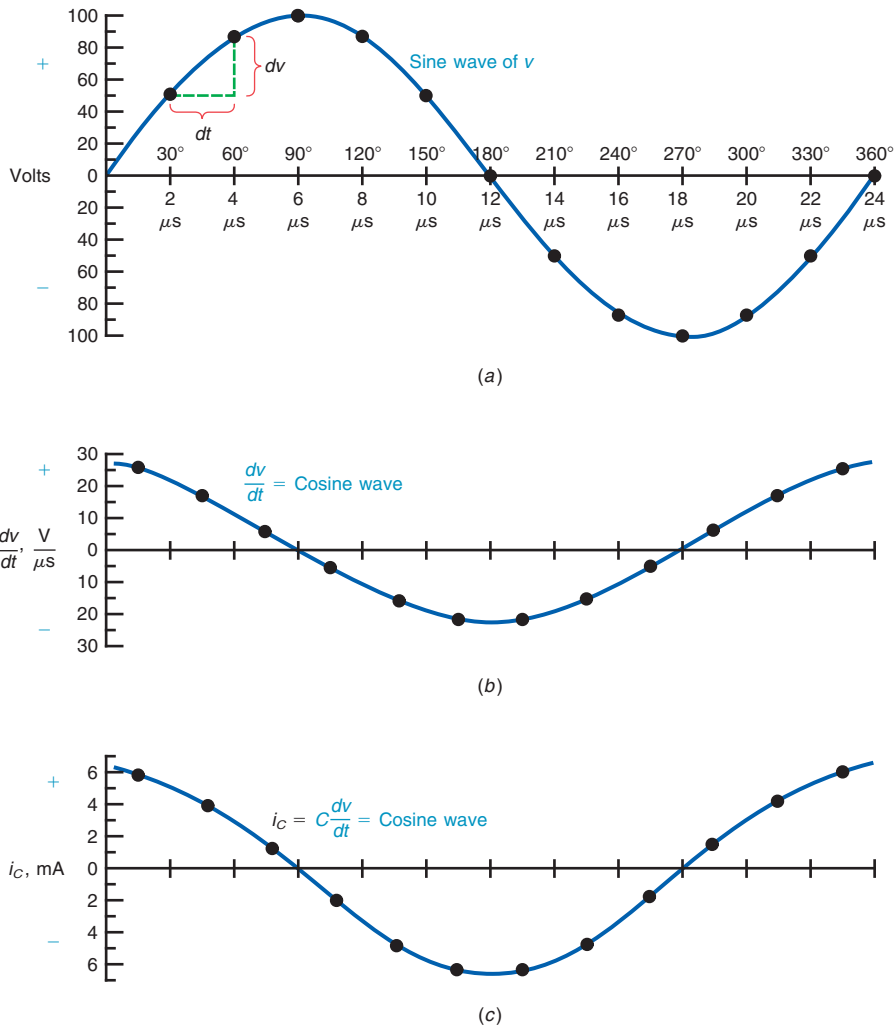 100
80
+
60
40
20
Sine wave of v
dv
dt
30° 60° 90° 120° 150° 180° 210° 240° 270° 300° 330° 360°
Volts 0
2 4 6 8 10 12 14 16 18 20 22 24
μs μs μs μs μs μs μs μs μs μs μs μs
20
40
60
−
80
100
(a)
30
+
20
10
0
10
20
−
30
dv/dt = Cosine wave
dv/dt, V/μs
(b)
6
+
4
2
i_C = C dv/dt = Cosine wave
i_C, mA 0
2
4
−
6
(c)